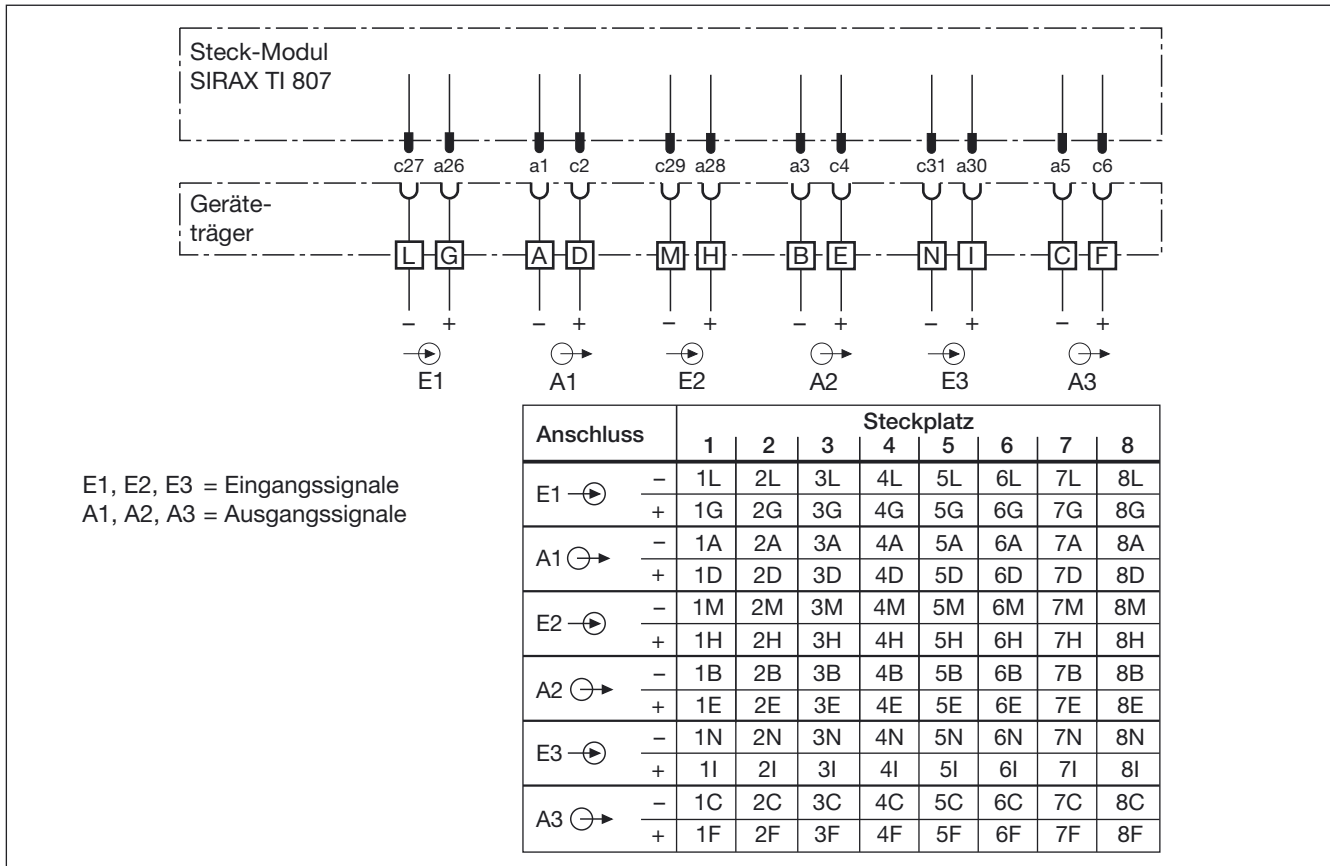 Steck-Modul
SIRAX TI 807
c27 a26 a1 c2 c29 a28 a3 c4 c31 a30 a5 c6
Geräte-
träger
L G A D M H B E N I C F
– + – + – + – + – + – +
E1 A1 E2 A2 E3 A3
E1, E2, E3 = Eingangssignale
A1, A2, A3 = Ausgangssignale
Anschluss Steckplatz
1 2 3 4 5 6 7 8
E1 – 1L 2L 3L 4L 5L 6L 7L 8L
+ 1G 2G 3G 4G 5G 6G 7G 8G
A1 – 1A 2A 3A 4A 5A 6A 7A 8A
+ 1D 2D 3D 4D 5D 6D 7D 8D
E2 – 1M 2M 3M 4M 5M 6M 7M 8M
+ 1H 2H 3H 4H 5H 6H 7H 8H
A2 – 1B 2B 3B 4B 5B 6B 7B 8B
+ 1E 2E 3E 4E 5E 6E 7E 8E
E3 – 1N 2N 3N 4N 5N 6N 7N 8N
+ 1I 2I 3I 4I 5I 6I 7I 8I
A3 – 1C 2C 3C 4C 5C 6C 7C 8C
+ 1F 2F 3F 4F 5F 6F 7F 8F